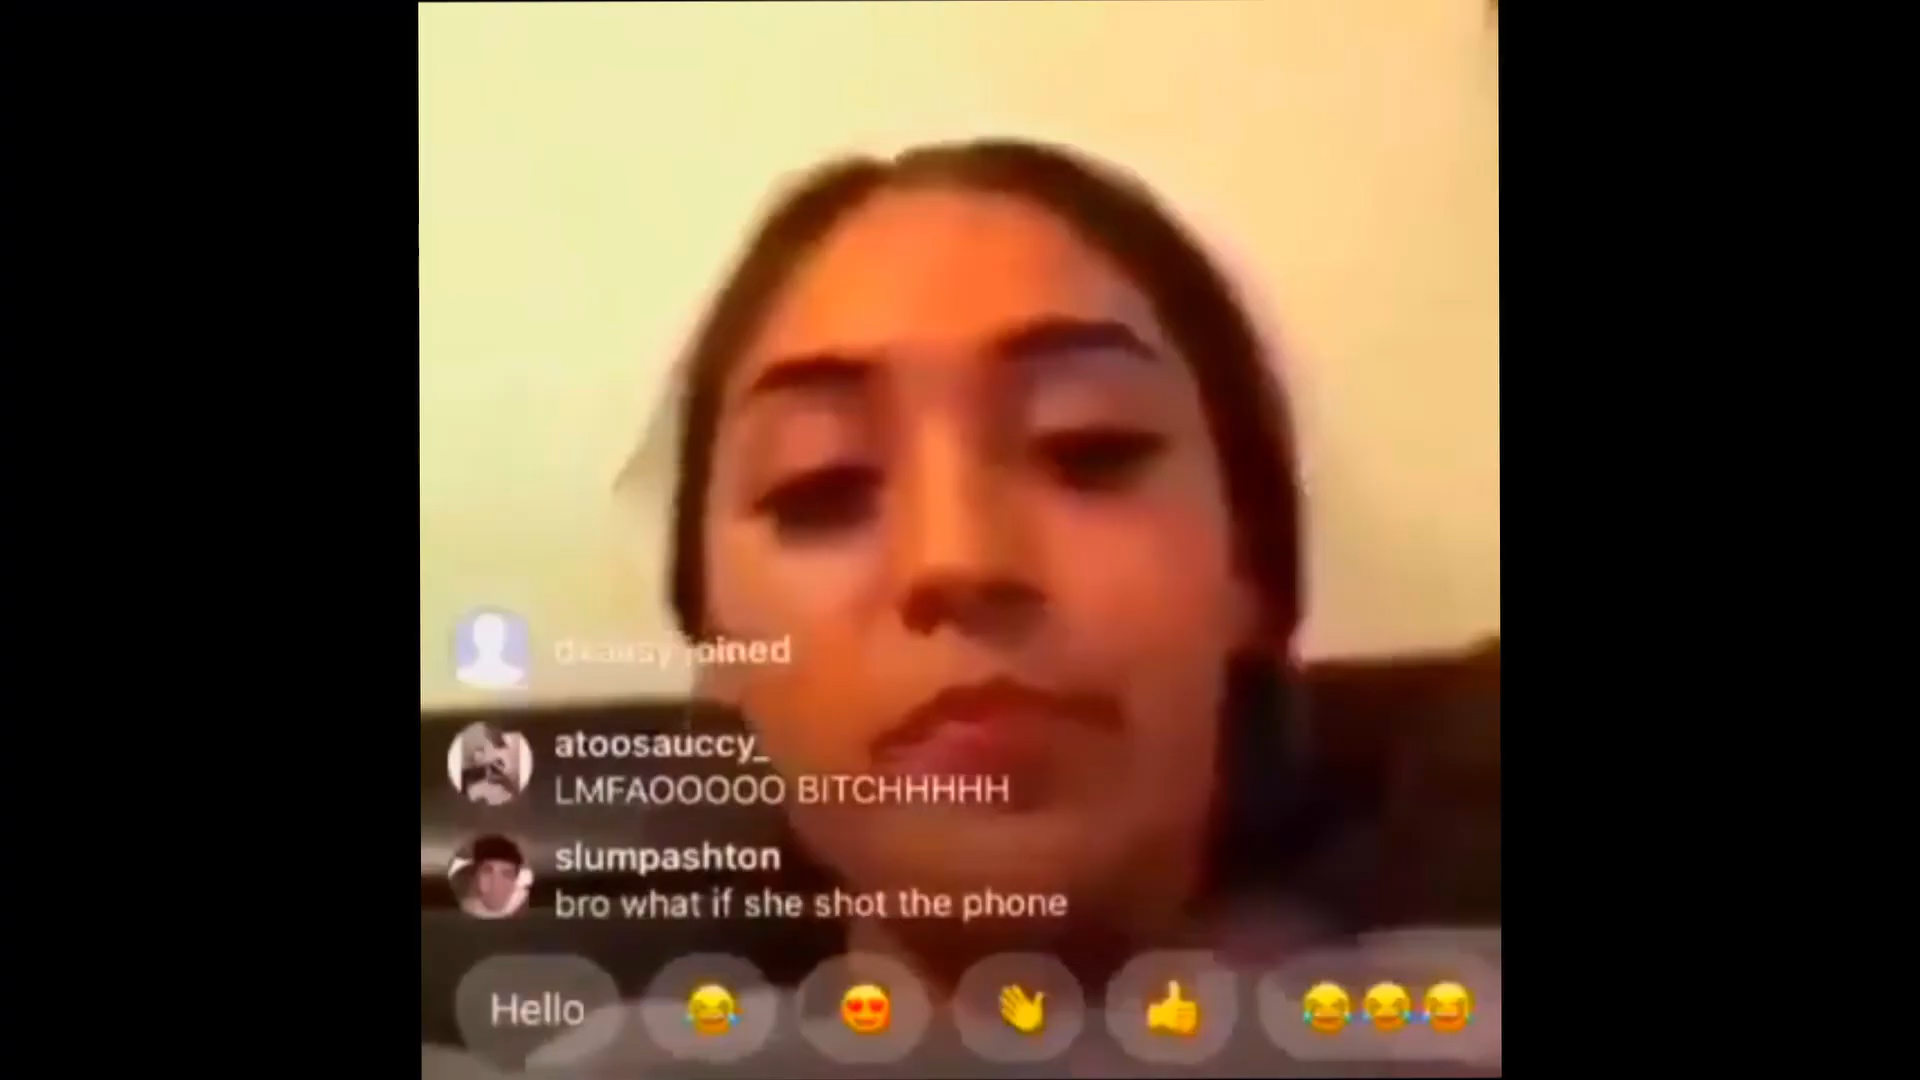 joined
atoosauccy_
LMFAOOOOO BITCHHHHH
slumpashton
bro what if she shot the phone
Hello